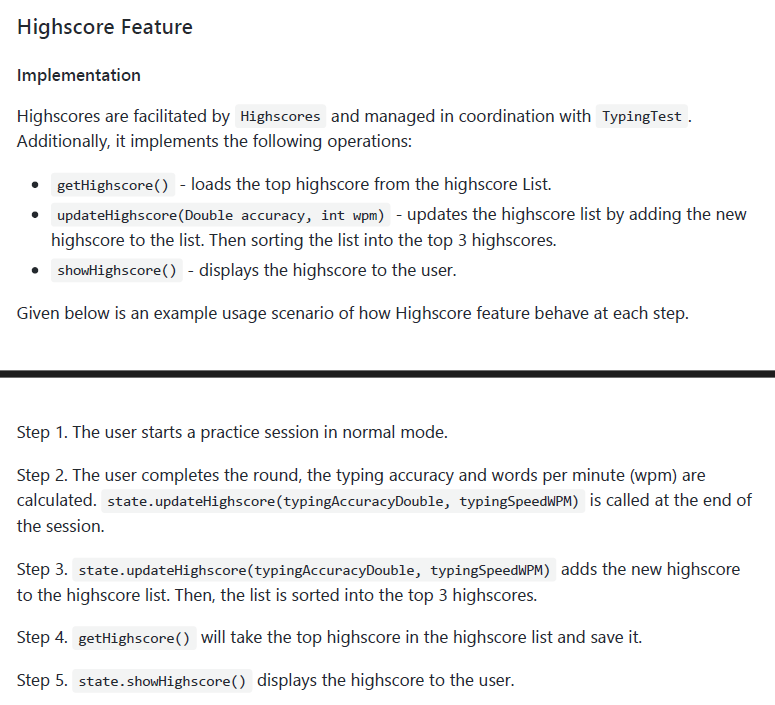 Highscore Feature
Implementation
Highscores are facilitated by Highscores and managed in coordination with TypingTest .
Additionally, it implements the following operations:
• getHighscore() - loads the top highscore from the highscore List.
• updateHighscore(Double accuracy, int wpm) - updates the highscore list by adding the new
highscore to the list. Then sorting the list into the top 3 highscores.
• showHighscore() - displays the highscore to the user.
Given below is an example usage scenario of how Highscore feature behave at each step.
Step 1. The user starts a practice session in normal mode.
Step 2. The user completes the round, the typing accuracy and words per minute (wpm) are
calculated. state.updateHighscore(typingAccuracyDouble, typingSpeedWPM) is called at the end of
the session.
Step 3. state.updateHighscore(typingAccuracyDouble, typingSpeedWPM) adds the new highscore
to the highscore list. Then, the list is sorted into the top 3 highscores.
Step 4. getHighscore() will take the top highscore in the highscore list and save it.
Step 5. state.showHighscore() displays the highscore to the user.